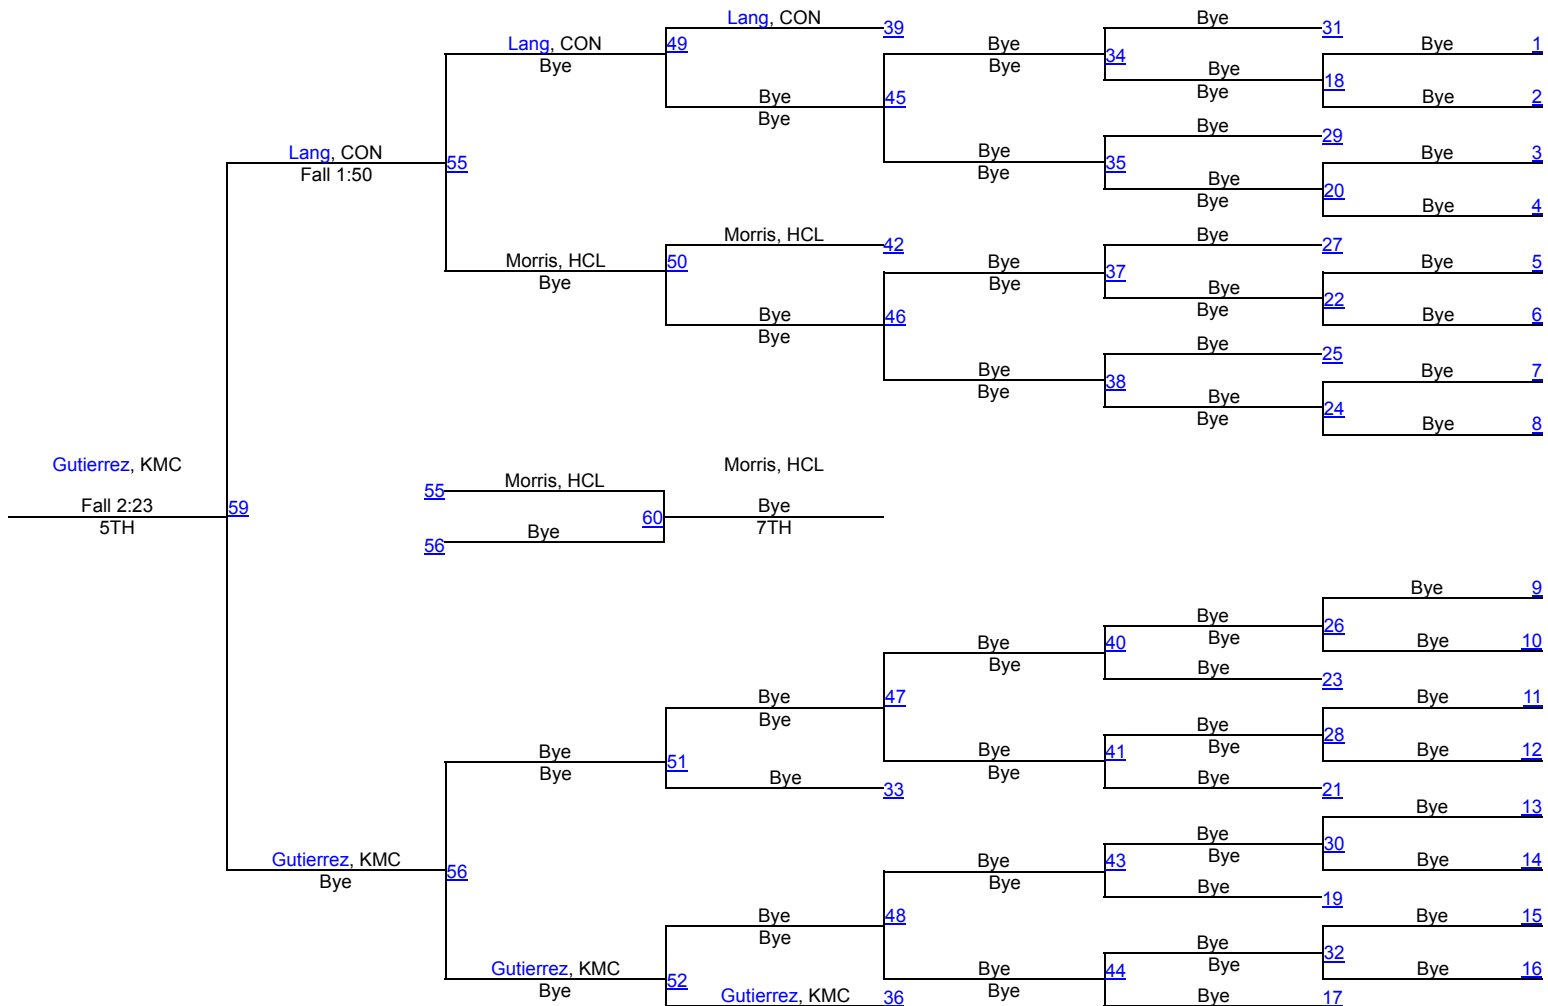 Lang, CON 39 Bye 31
Lang, CON 49 Bye 34 Bye 1
Bye Bye Bye 18
Bye 45 Bye Bye 2
Bye Bye 29
Lang, CON 55 Bye 35 Bye 3
Fall 1:50 Bye Bye 20
Bye Bye 4
Morris, HCL 42 Bye 27
Morris, HCL 50 Bye 37 Bye 5
Bye Bye Bye 22
Bye 46 Bye Bye 6
Bye Bye 25
Bye 38 Bye 7
Bye Bye 24
Bye Bye 8
Gutierrez, KMC Morris, HCL
55 Morris, HCL
Fall 2:23 59 60 Bye
5TH 7TH
56 Bye
Bye 9
Bye 26
Bye 40 Bye Bye 10
Bye Bye 23
Bye 47 Bye 11
Bye Bye 28
Bye 51 Bye 41 Bye Bye 12
Bye Bye 33 Bye Bye 21
Bye 13
Bye 30
Gutierrez, KMC 56 Bye 43 Bye Bye 14
Bye Bye Bye 19
Bye 48 Bye 15
Bye Bye 32
Gutierrez, KMC 52 Bye 44 Bye Bye 16
Bye Gutierrez, KMC 36 Bye Bye 17